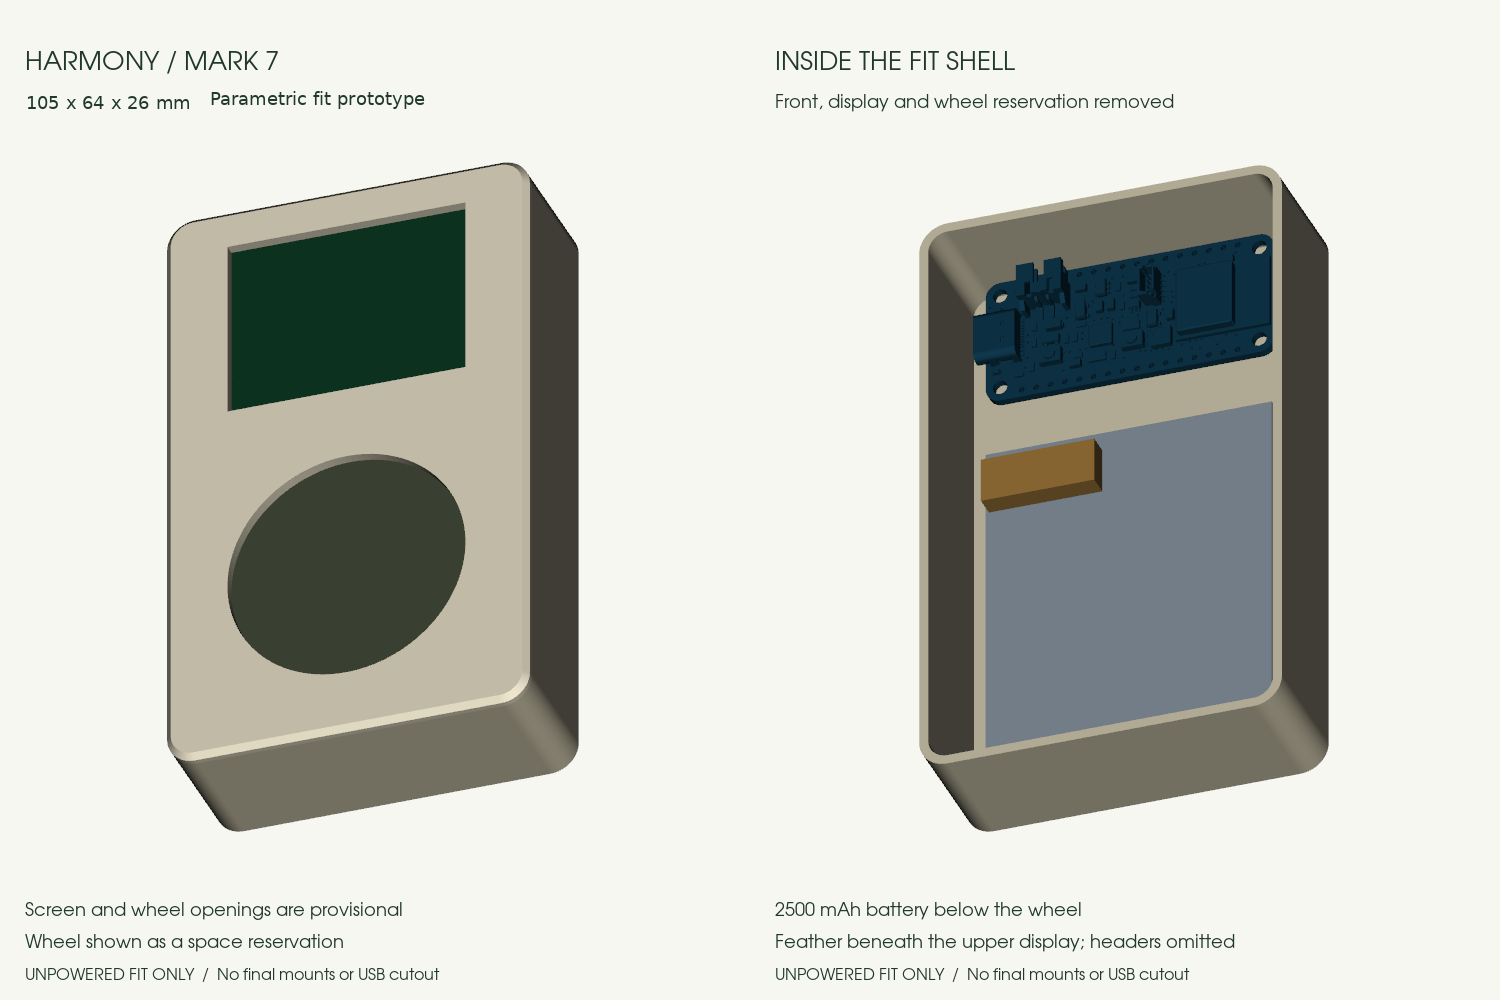 HARMONY / MARK 7
105 x 64 x 26 mm Parametric fit prototype
INSIDE THE FIT SHELL
Front, display and wheel reservation removed
Screen and wheel openings are provisional
Wheel shown as a space reservation
UNPOWERED FIT ONLY / No final mounts or USB cutout
2500 mAh battery below the wheel
Feather beneath the upper display; headers omitted
UNPOWERED FIT ONLY / No final mounts or USB cutout